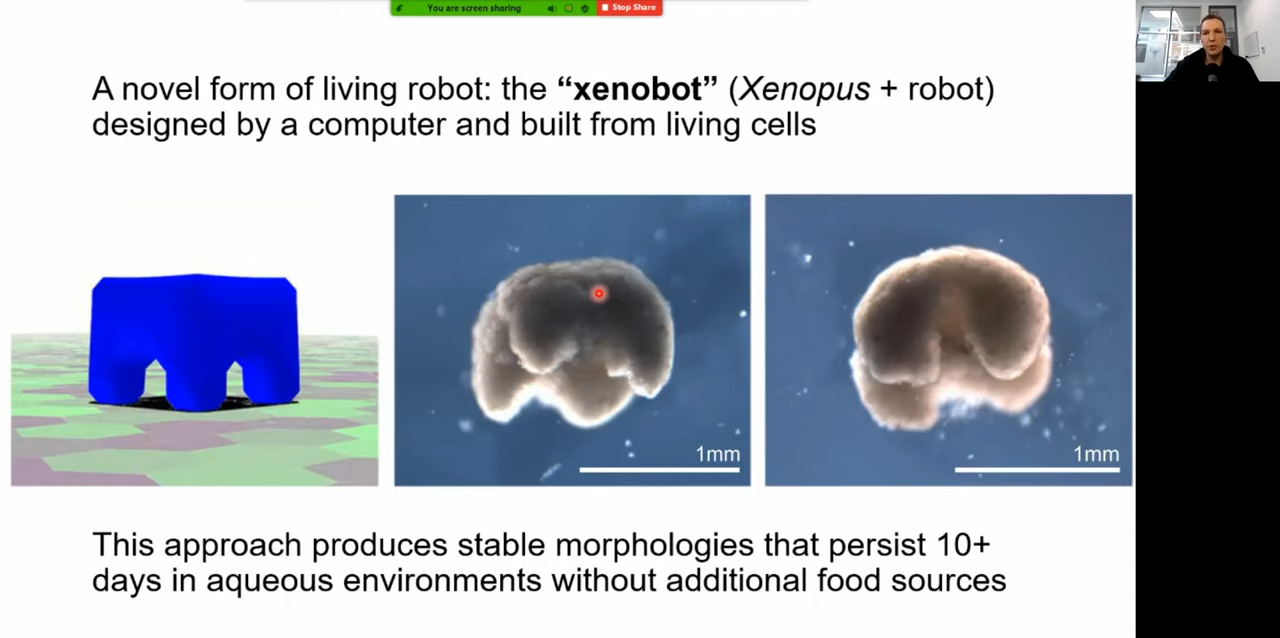 You are screen sharing
Stop Share
A novel form of living robot: the “xenobot” (Xenopus + robot)
designed by a computer and built from living cells
1mm
1mm
This approach produces stable morphologies that persist 10+
days in aqueous environments without additional food sources